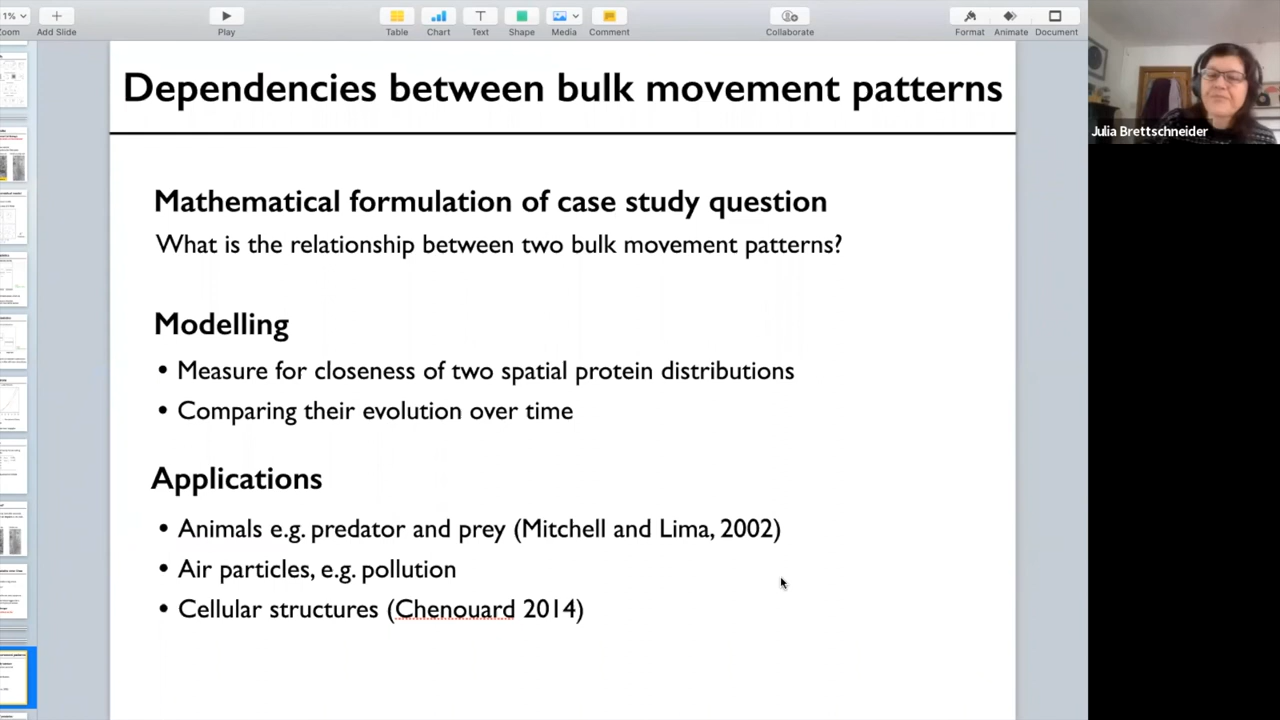 1%
Zoom
Add Slide
Play
Table
Chart
Text
Shape
Media
Comment
Collaborate
Format
Animate
Document
Dependencies between bulk movement patterns
Julia Brettschneider
Mathematical formulation of case study question
What is the relationship between two bulk movement patterns?
Modelling
• Measure for closeness of two spatial protein distributions
• Comparing their evolution over time
Applications
• Animals e.g. predator and prey (Mitchell and Lima, 2002)
• Air particles, e.g. pollution
• Cellular structures (Chenouard 2014)